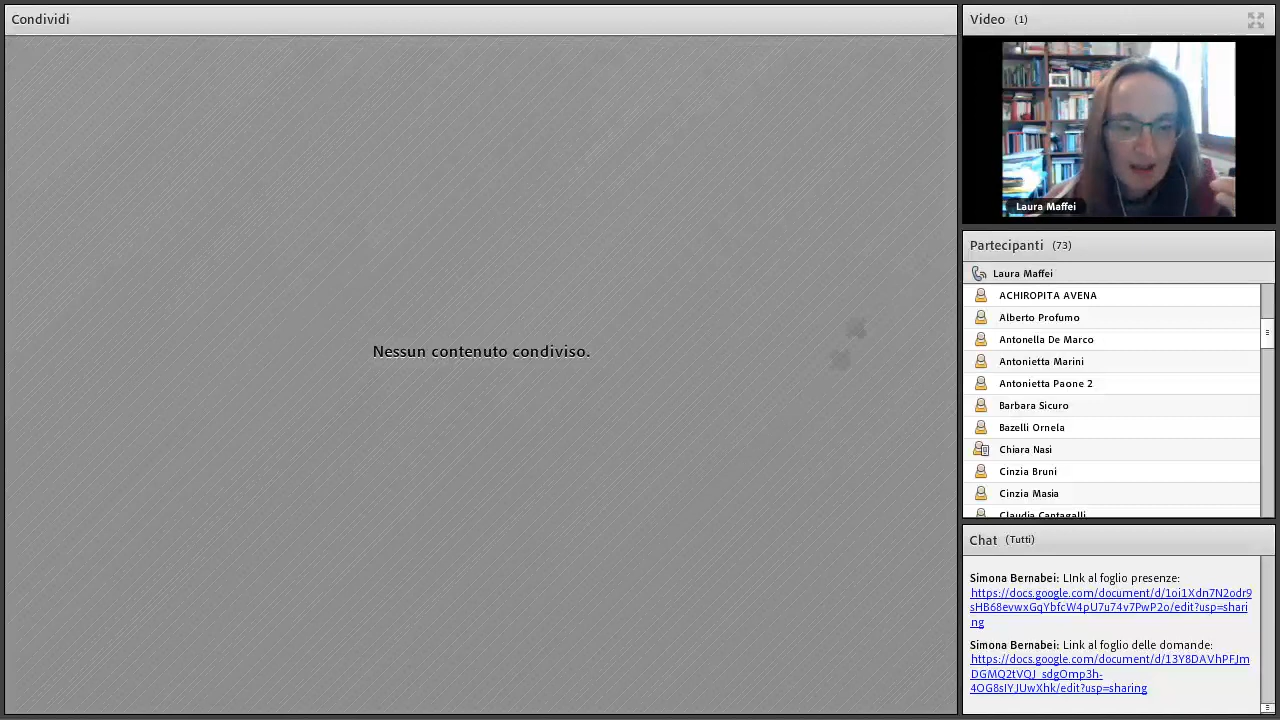 Condividi
Nessun contenuto condiviso.
Video (1)
Laura Maffei
Partecipanti (73)
Laura Maffei
ACHIROPITA AVENA
Alberto Profumo
Antonella De Marco
Antonietta Marini
Antonietta Paone 2
Barbara Sicuro
Bazelli Ornela
Chiara Nasi
Cinzia Bruni
Cinzia Masia
Claudia Cantagalli
Chat (Tutti)
Simona Bernabei: LInk al foglio presenze:
https://docs.google.com/document/d/1oi1Xdn7N2odr9
sHB68evwxGqYbfcW4pU7u74v7PwP2o/edit?usp=shari
ng
Simona Bernabei: Link al foglio delle domande:
https://docs.google.com/document/d/13Y8DAVhPFJm
DGMQ2tVQJ_sdgOmp3h-
4OG8sIYJUwXhk/edit?usp=sharing